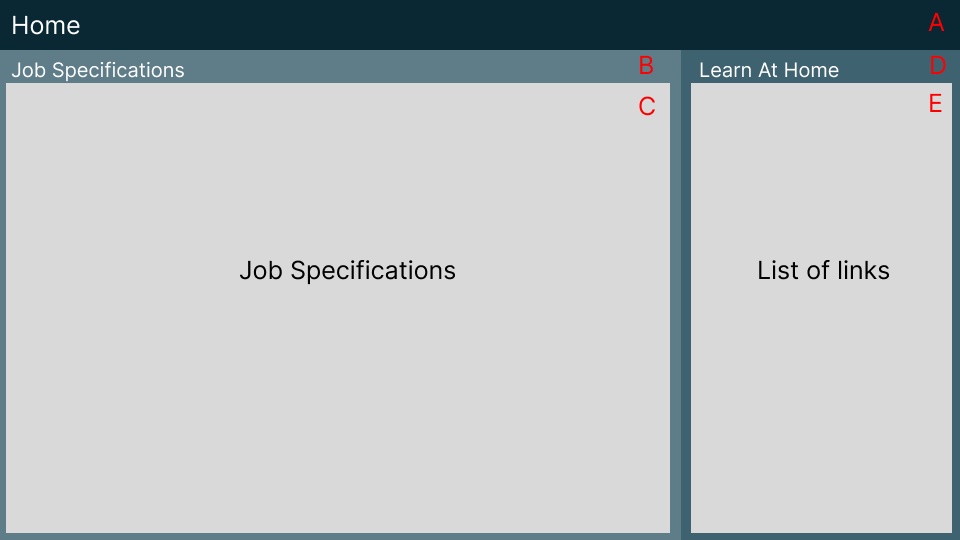 Home
A
Job Specifications
B
C
Job Specifications
Learn At Home
D
E
List of links